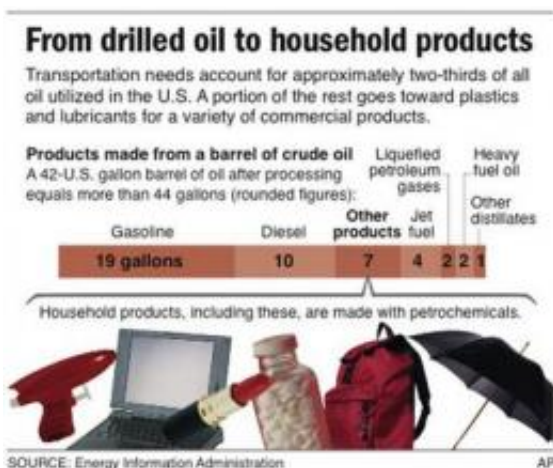 From drilled oil to household products
Transportation needs account for approximately two-thirds of all
oil utilized in the U.S. A portion of the rest goes toward plastics
and lubricants for a variety of commercial products.
Products made from a barrel of crude oil
A 42-U.S. gallon barrel of oil after processing
equals more than 44 gallons (rounded figures):
Liquefied
petroleum
gases
Heavy
fuel oil
Other
distillates
Gasoline
Diesel
Other
products
Jet
fuel
19 gallons 10 7 4 2 2 1
Household products, including these, are made with petrochemicals.
SOURCE: Energy Information Administration
AP